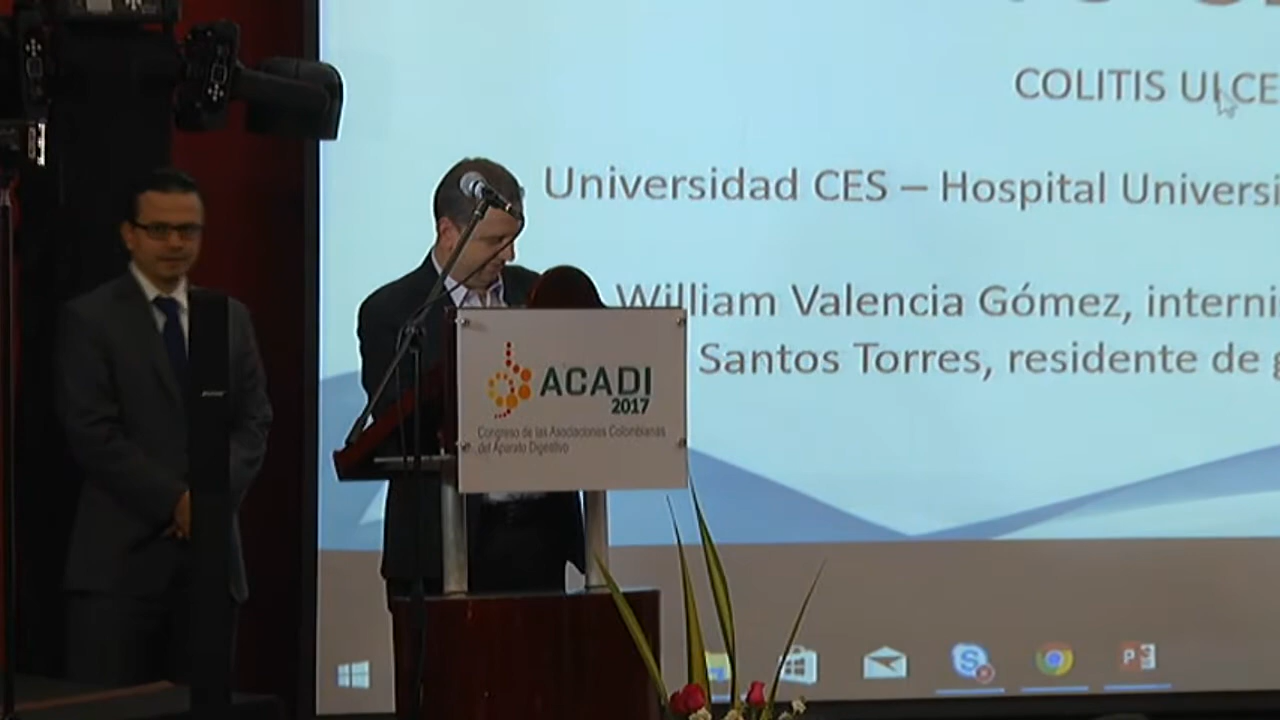 COLITIS ULCE
Universidad CES – Hospital Universi
William Valencia Gómez, interni
Santos Torres, residente de g
ACADI
2017
Congreso de las Asociaciones Colombianas
del Aparato Digestivo